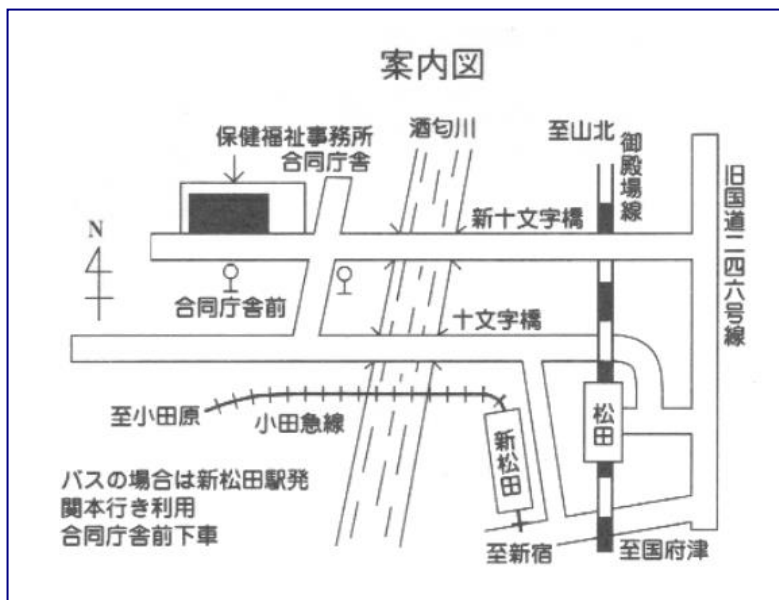 案内図
保健福祉事務所
合同庁舎
酒匂川
至山北
御殿場線
旧国道二四六号線
新十文字橋
N
合同庁舎前
十文字橋
至小田原
小田急線
新松田
松田
バスの場合は新松田駅発
関本行き利用
合同庁舎前下車
至新宿
至国府津